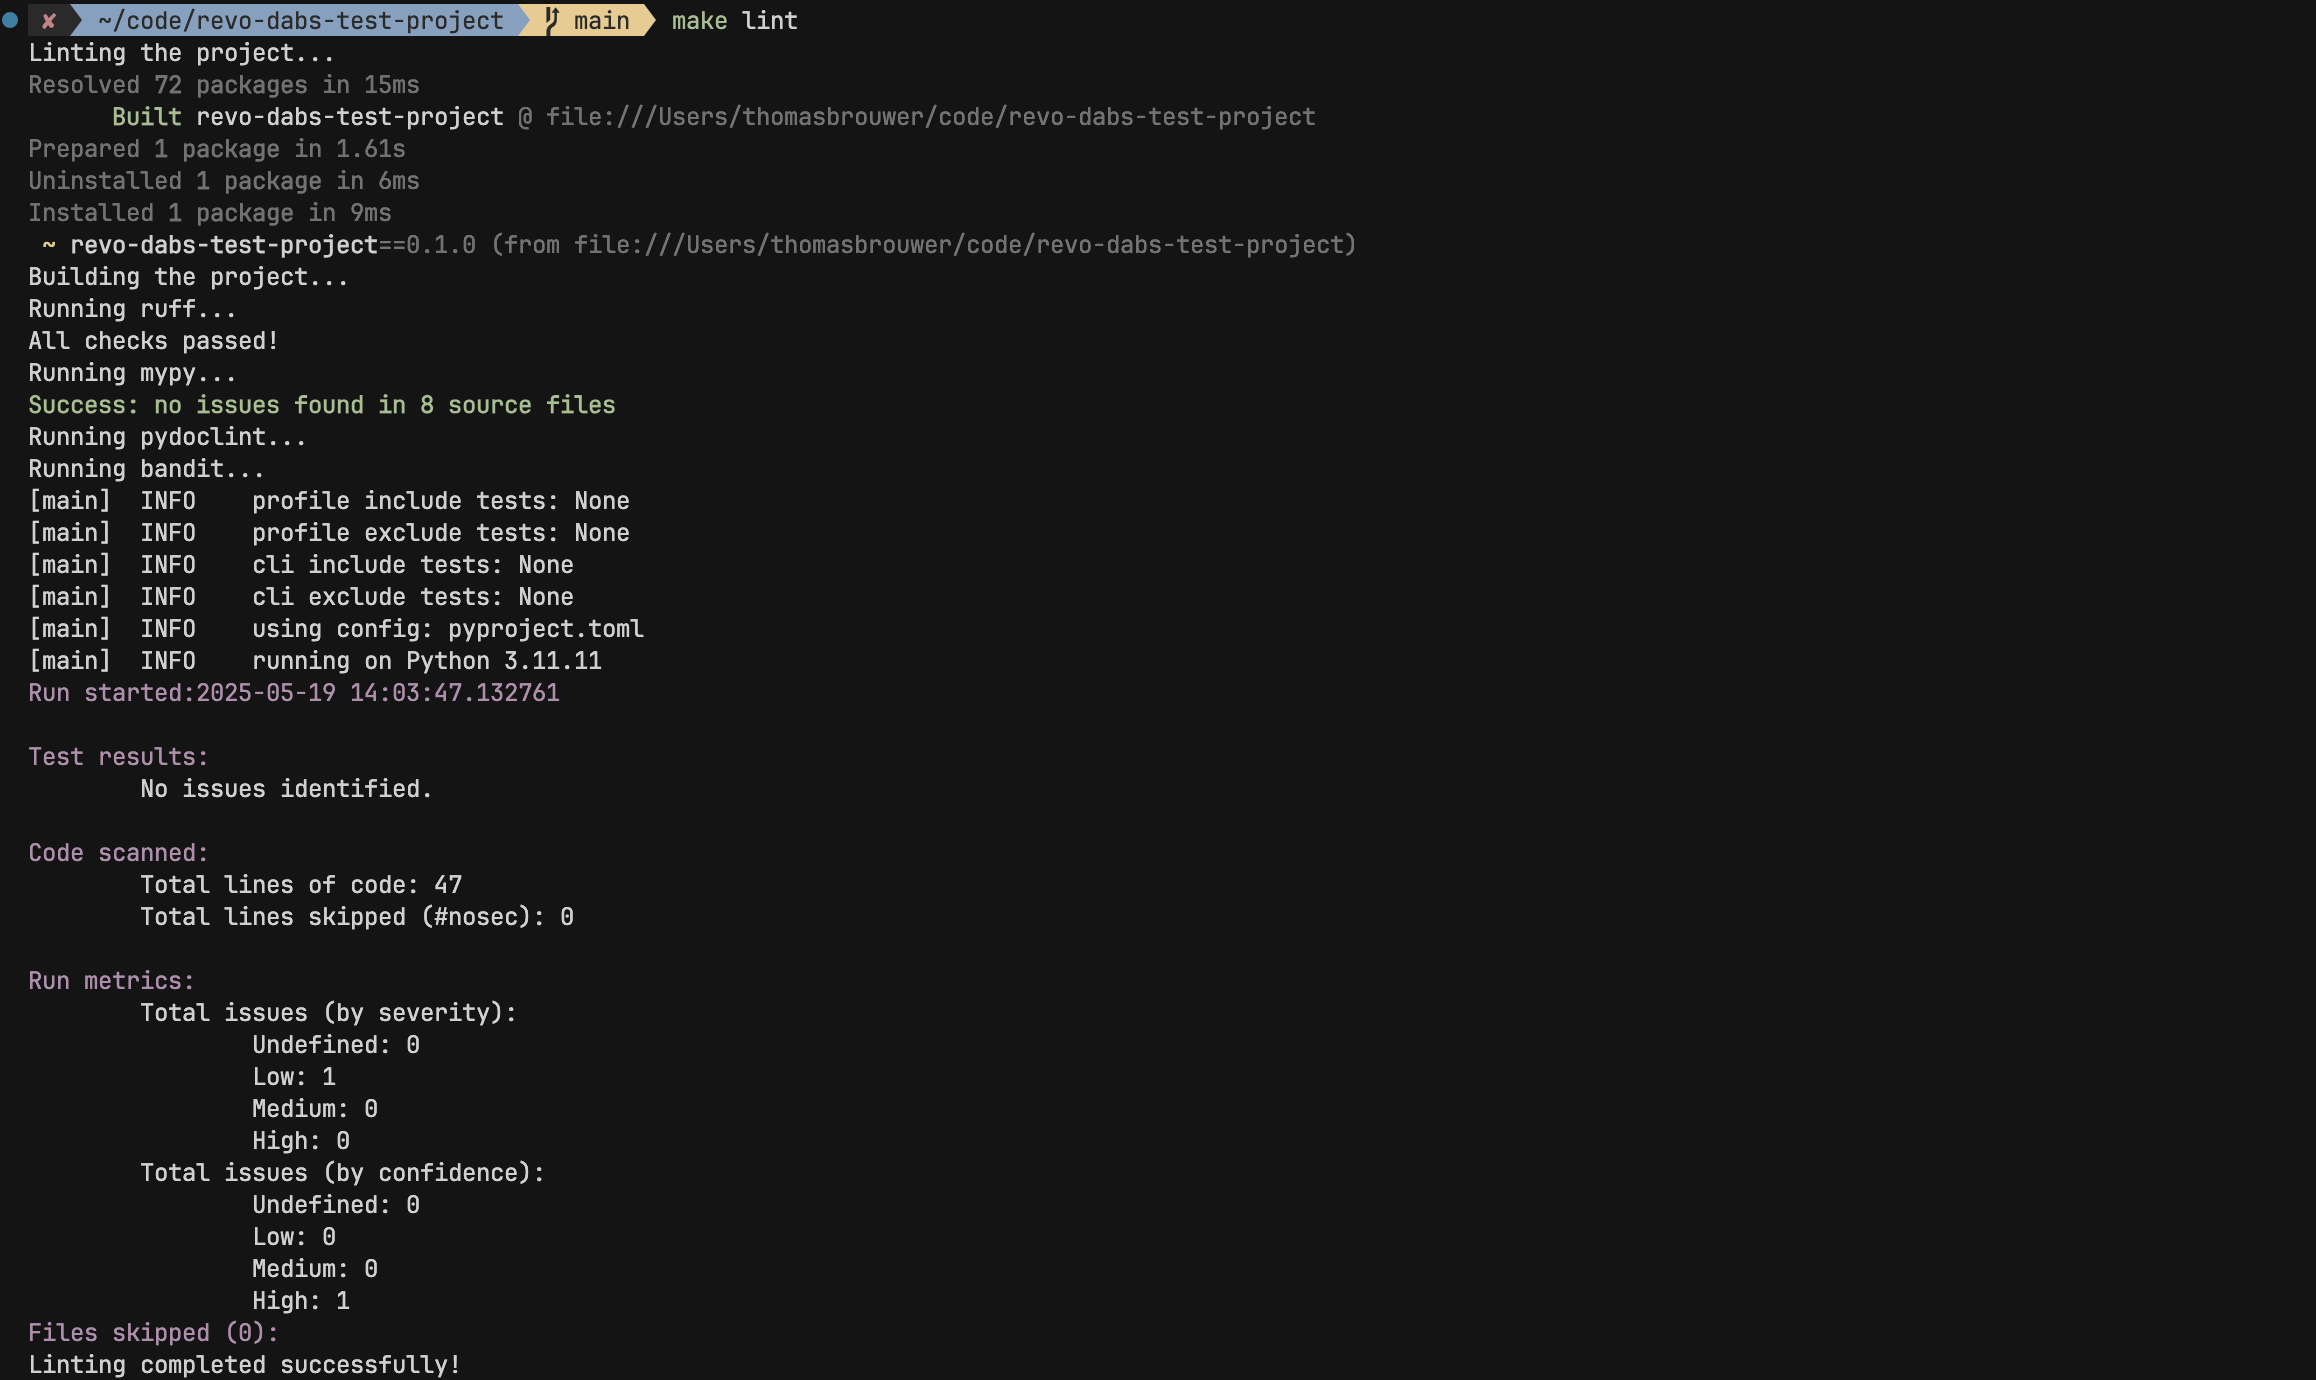 ✘ ~/code/revo-dabs-test-project main make lint
Linting the project...
Resolved 72 packages in 15ms
      Built revo-dabs-test-project @ file:///Users/thomasbrouwer/code/revo-dabs-test-project
Prepared 1 package in 1.61s
Uninstalled 1 package in 6ms
Installed 1 package in 9ms
 ~ revo-dabs-test-project==0.1.0 (from file:///Users/thomasbrouwer/code/revo-dabs-test-project)
Building the project...
Running ruff...
All checks passed!
Running mypy...
Success: no issues found in 8 source files
Running pydoclint...
Running bandit...
[main]  INFO    profile include tests: None
[main]  INFO    profile exclude tests: None
[main]  INFO    cli include tests: None
[main]  INFO    cli exclude tests: None
[main]  INFO    using config: pyproject.toml
[main]  INFO    running on Python 3.11.11
Run started:2025-05-19 14:03:47.132761
Test results:
        No issues identified.
Code scanned:
        Total lines of code: 47
        Total lines skipped (#nosec): 0
Run metrics:
        Total issues (by severity):
                Undefined: 0
                Low: 1
                Medium: 0
                High: 0
        Total issues (by confidence):
                Undefined: 0
                Low: 0
                Medium: 0
                High: 1
Files skipped (0):
Linting completed successfully!